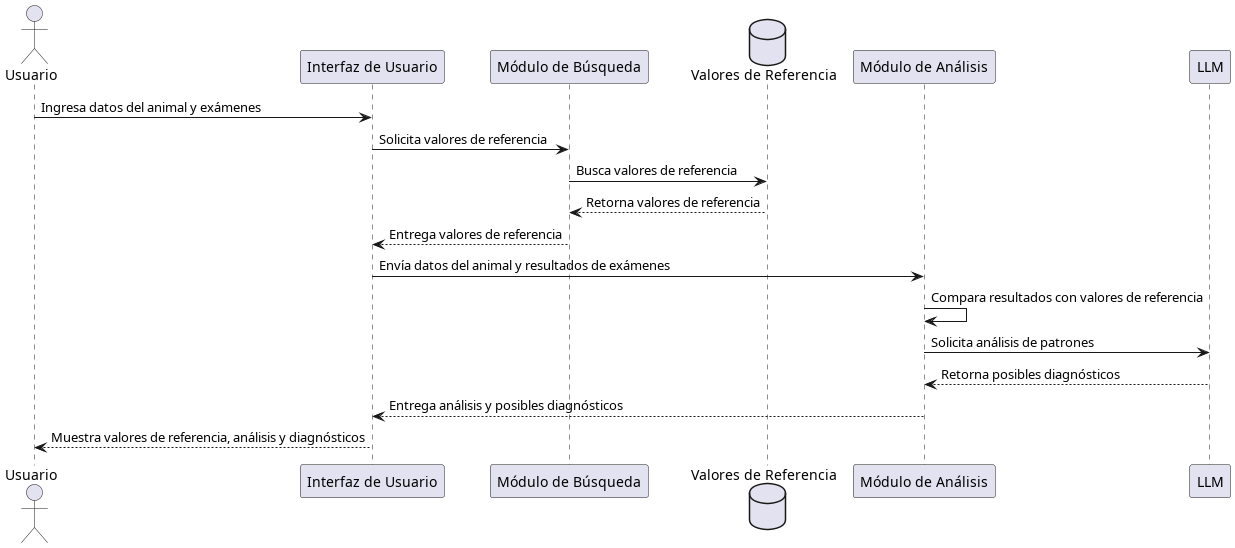 Usuario
Interfaz de Usuario
Módulo de Búsqueda
Valores de Referencia
Módulo de Análisis
LLM
Ingresa datos del animal y exámenes
Solicita valores de referencia
Busca valores de referencia
Retorna valores de referencia
Entrega valores de referencia
Envía datos del animal y resultados de exámenes
Compara resultados con valores de referencia
Solicita análisis de patrones
Retorna posibles diagnósticos
Entrega análisis y posibles diagnósticos
Muestra valores de referencia, análisis y diagnósticos
Usuario
Interfaz de Usuario
Módulo de Búsqueda
Valores de Referencia
Módulo de Análisis
LLM